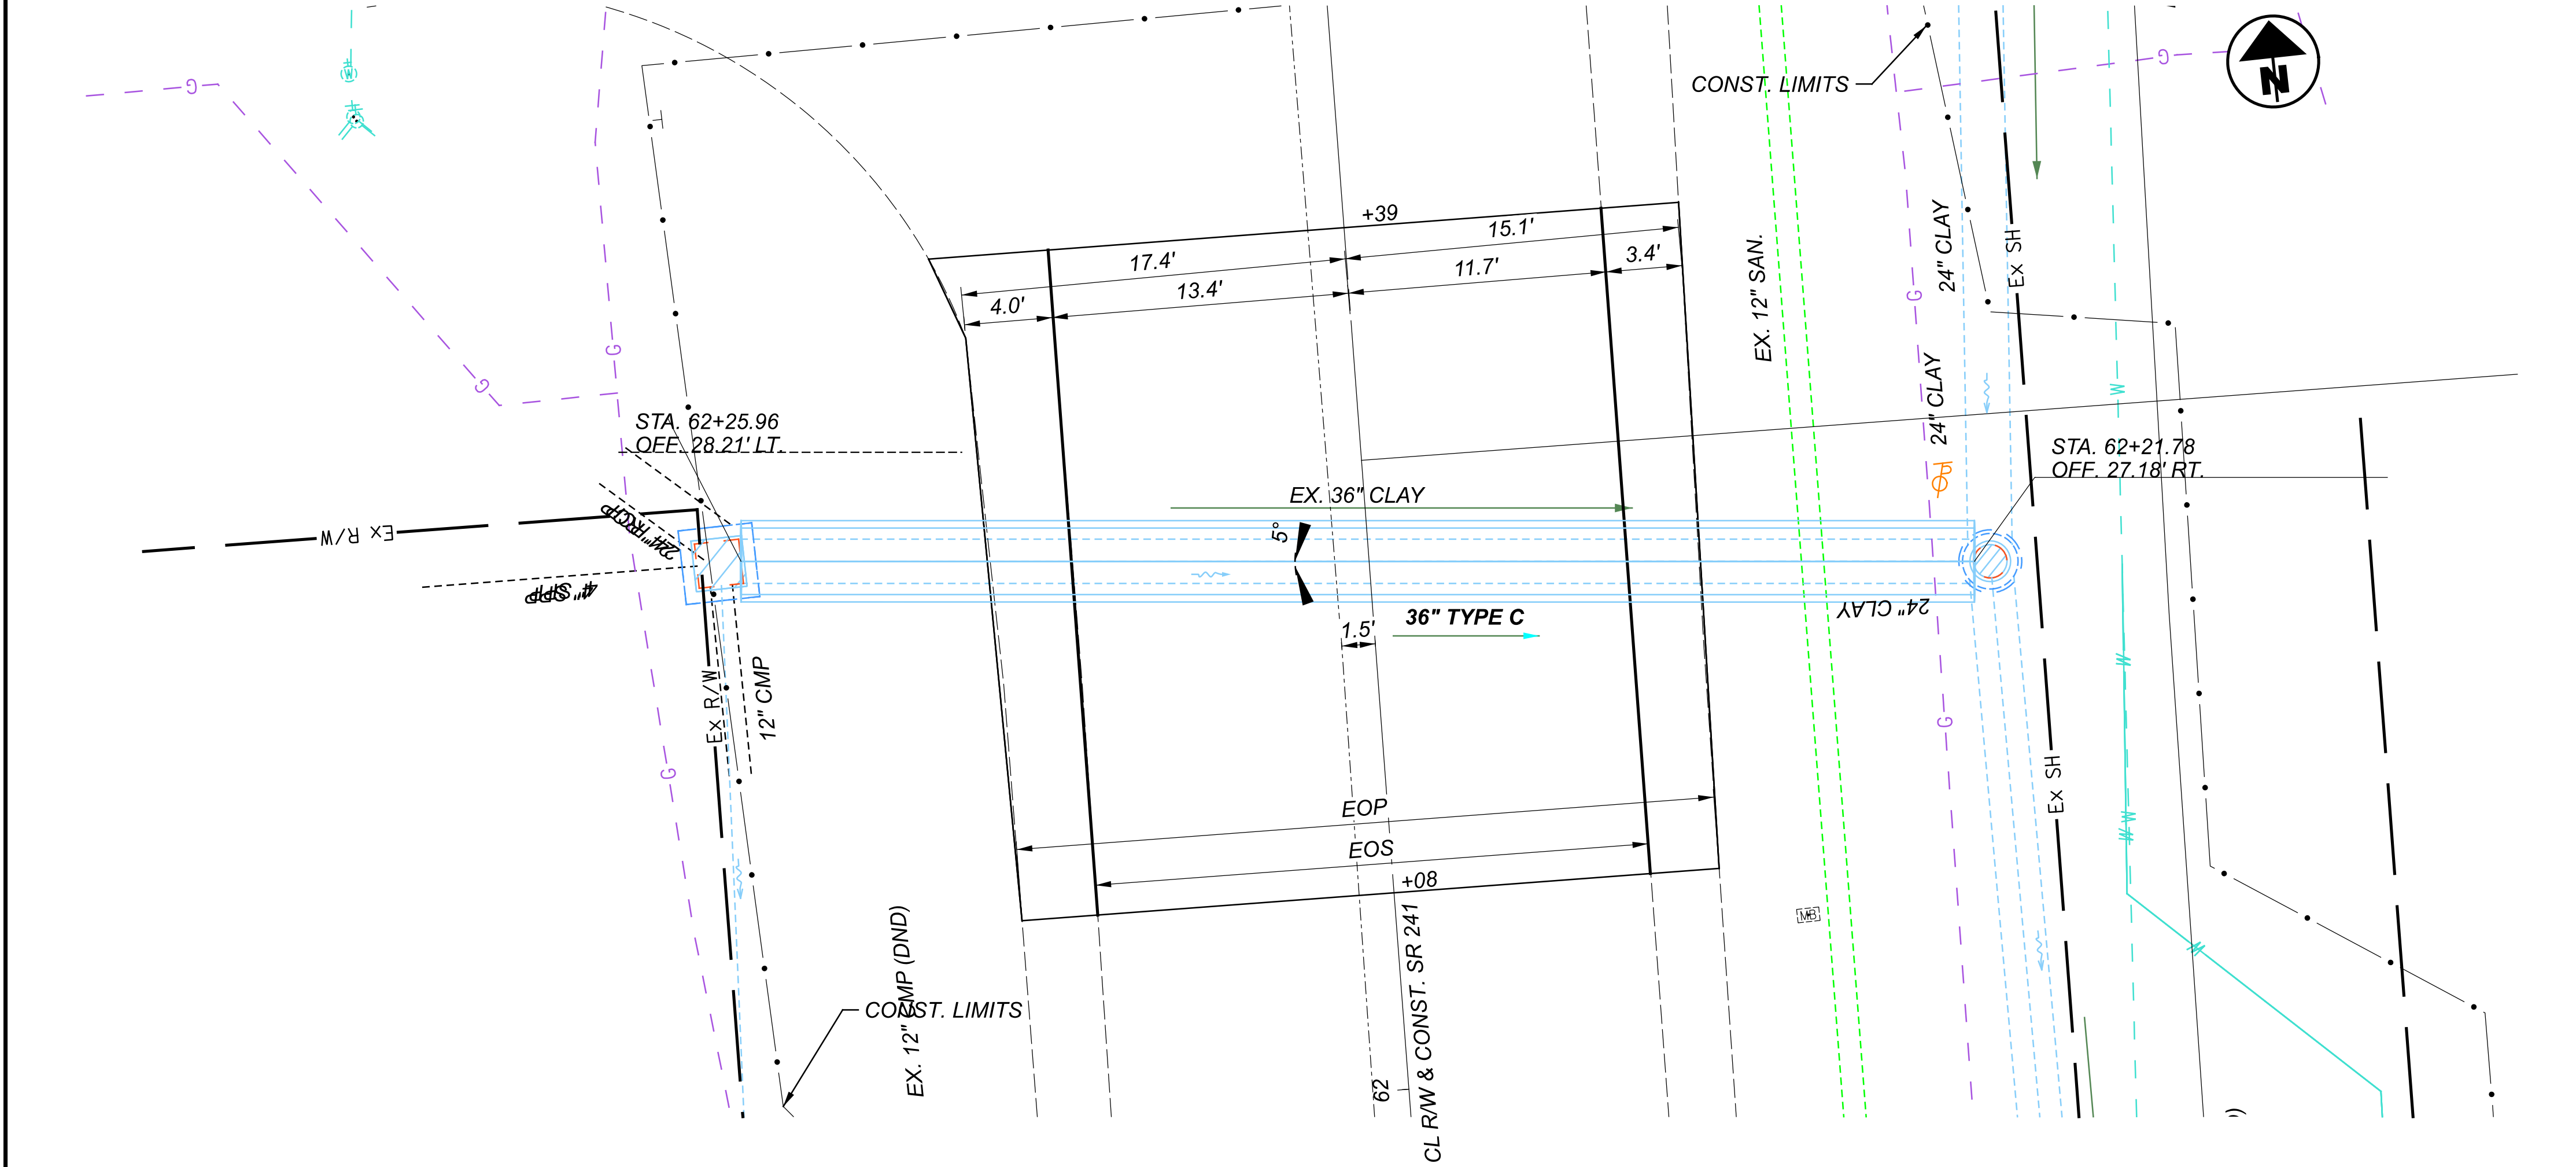 G
G
W
G
G
G
CONST. LIMITS
N
+39
17.4'
15.1'
4.0'
13.4'
11.7'
3.4'
EX. 12" SAN.
24" CLAY
Ex SH
G
24" CLAY
W
STA. 62+25.96
OFF. 28.21' LT.
STA. 62+21.78
OFF. 27.18' RT.
EX. 36" CLAY
5°
Ex R/W
24" RCP
4" SPP
24" CLAY
36" TYPE C
1.5'
Ex R/W
12" CMP
W
G
G
Ex SH
EOP
EOS
+08
W
W
MB
W
EX. 12" CMP (DND)
CONST. LIMITS
62
CL R/W & CONST. SR 241